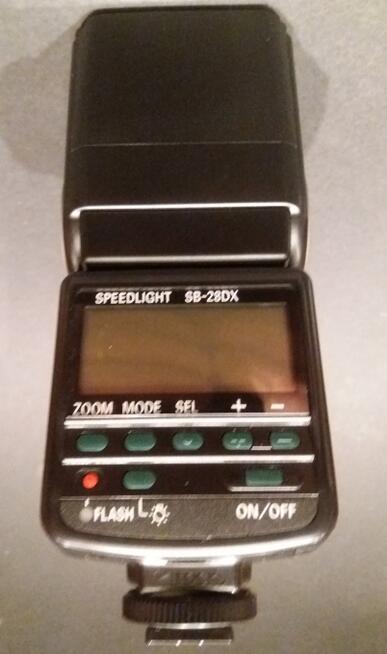 SPEEDLIGHT SB-28DX
ZOOM MODE SEL + -
FLASH ON/OFF